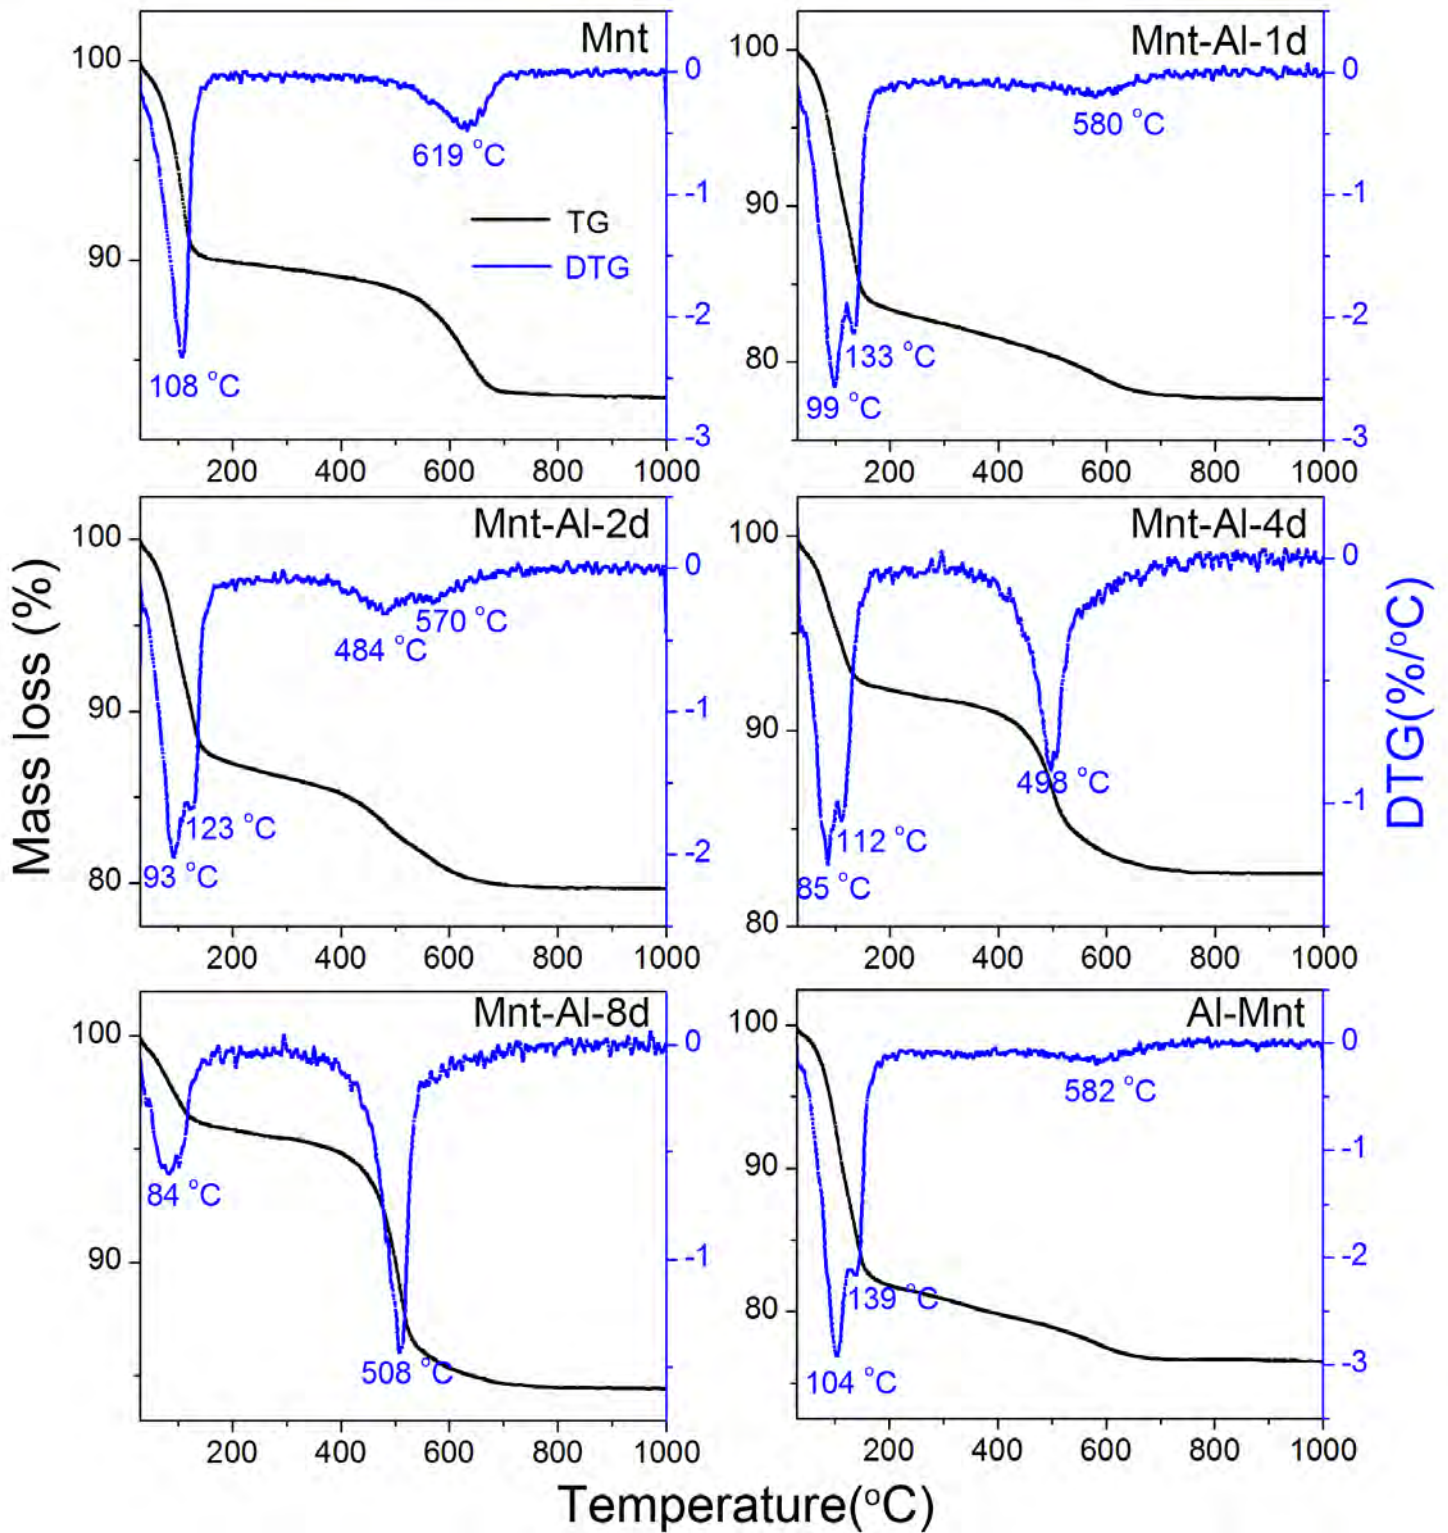 Mnt
100
90
0
-1
-2
-3
619 °C
TG
DTG
108 °C
200 400 600 800 1000
Mnt-Al-1d
100
90
80
0
-1
-2
-3
580 °C
133 °C
99 °C
200 400 600 800 1000
Mnt-Al-2d
100
90
80
0
-1
-2
570 °C
484 °C
123 °C
93 °C
200 400 600 800 1000
Mnt-Al-4d
100
90
80
0
-1
498 °C
112 °C
85 °C
200 400 600 800 1000
Mass loss (%)
DTG(%/°C)
Mnt-Al-8d
100
90
0
-1
84 °C
508 °C
200 400 600 800 1000
Al-Mnt
100
90
80
0
-1
-2
-3
582 °C
139 °C
104 °C
200 400 600 800 1000
Temperature(°C)